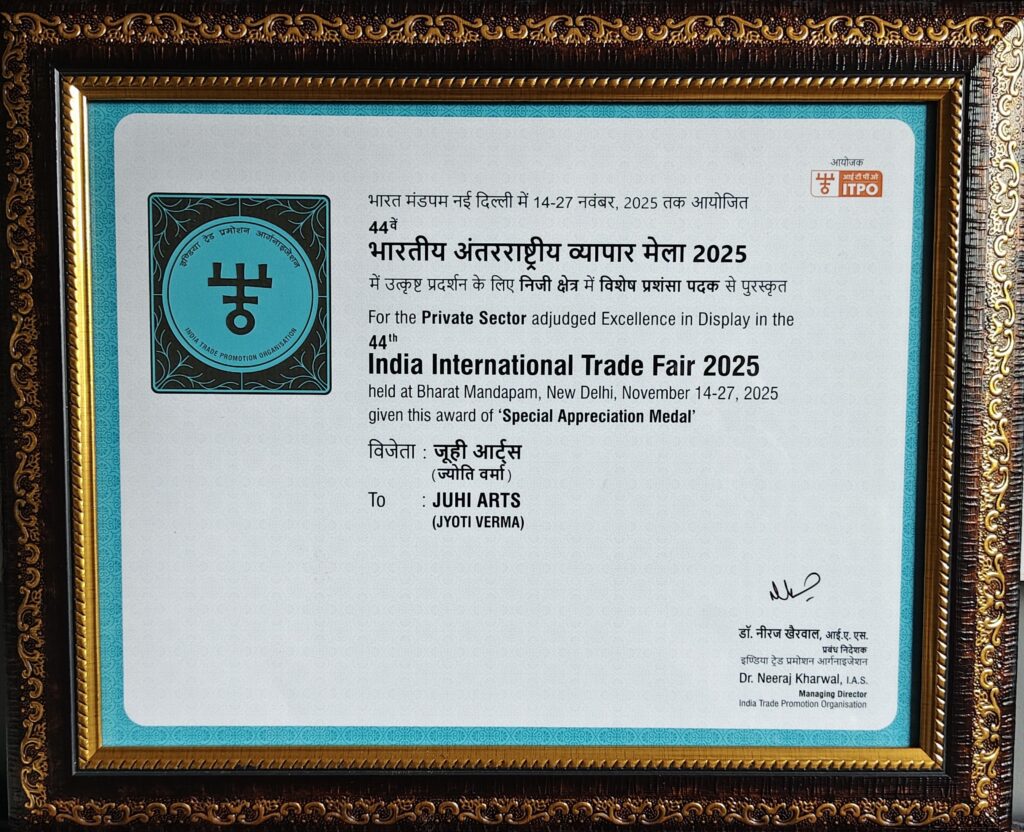 आयोजक
आई टी पी ओ
ITPO
इण्डिया ट्रेड प्रमोशन आर्गनाइजेशन
INDIA TRADE PROMOTION ORGANISATION
भारत मंडपम नई दिल्ली में 14-27 नवंबर, 2025 तक आयोजित
44वें
भारतीय अंतरराष्ट्रीय व्यापार मेला 2025
में उत्कृष्ट प्रदर्शन के लिए निजी क्षेत्र में विशेष प्रशंसा पदक से पुरस्कृत
For the Private Sector adjudged Excellence in Display in the
44th
India International Trade Fair 2025
held at Bharat Mandapam, New Delhi, November 14-27, 2025
given this award of ‘Special Appreciation Medal’
विजेता : जूही आर्ट्स
(ज्योति वर्मा)
To : JUHI ARTS
(JYOTI VERMA)
डॉ. नीरज खैरवाल, आई.ए. एस.
प्रबंध निदेशक
इण्डिया ट्रेड प्रमोशन आर्गनाइजेशन
Dr. Neeraj Kharwal, I.A.S.
Managing Director
India Trade Promotion Organisation